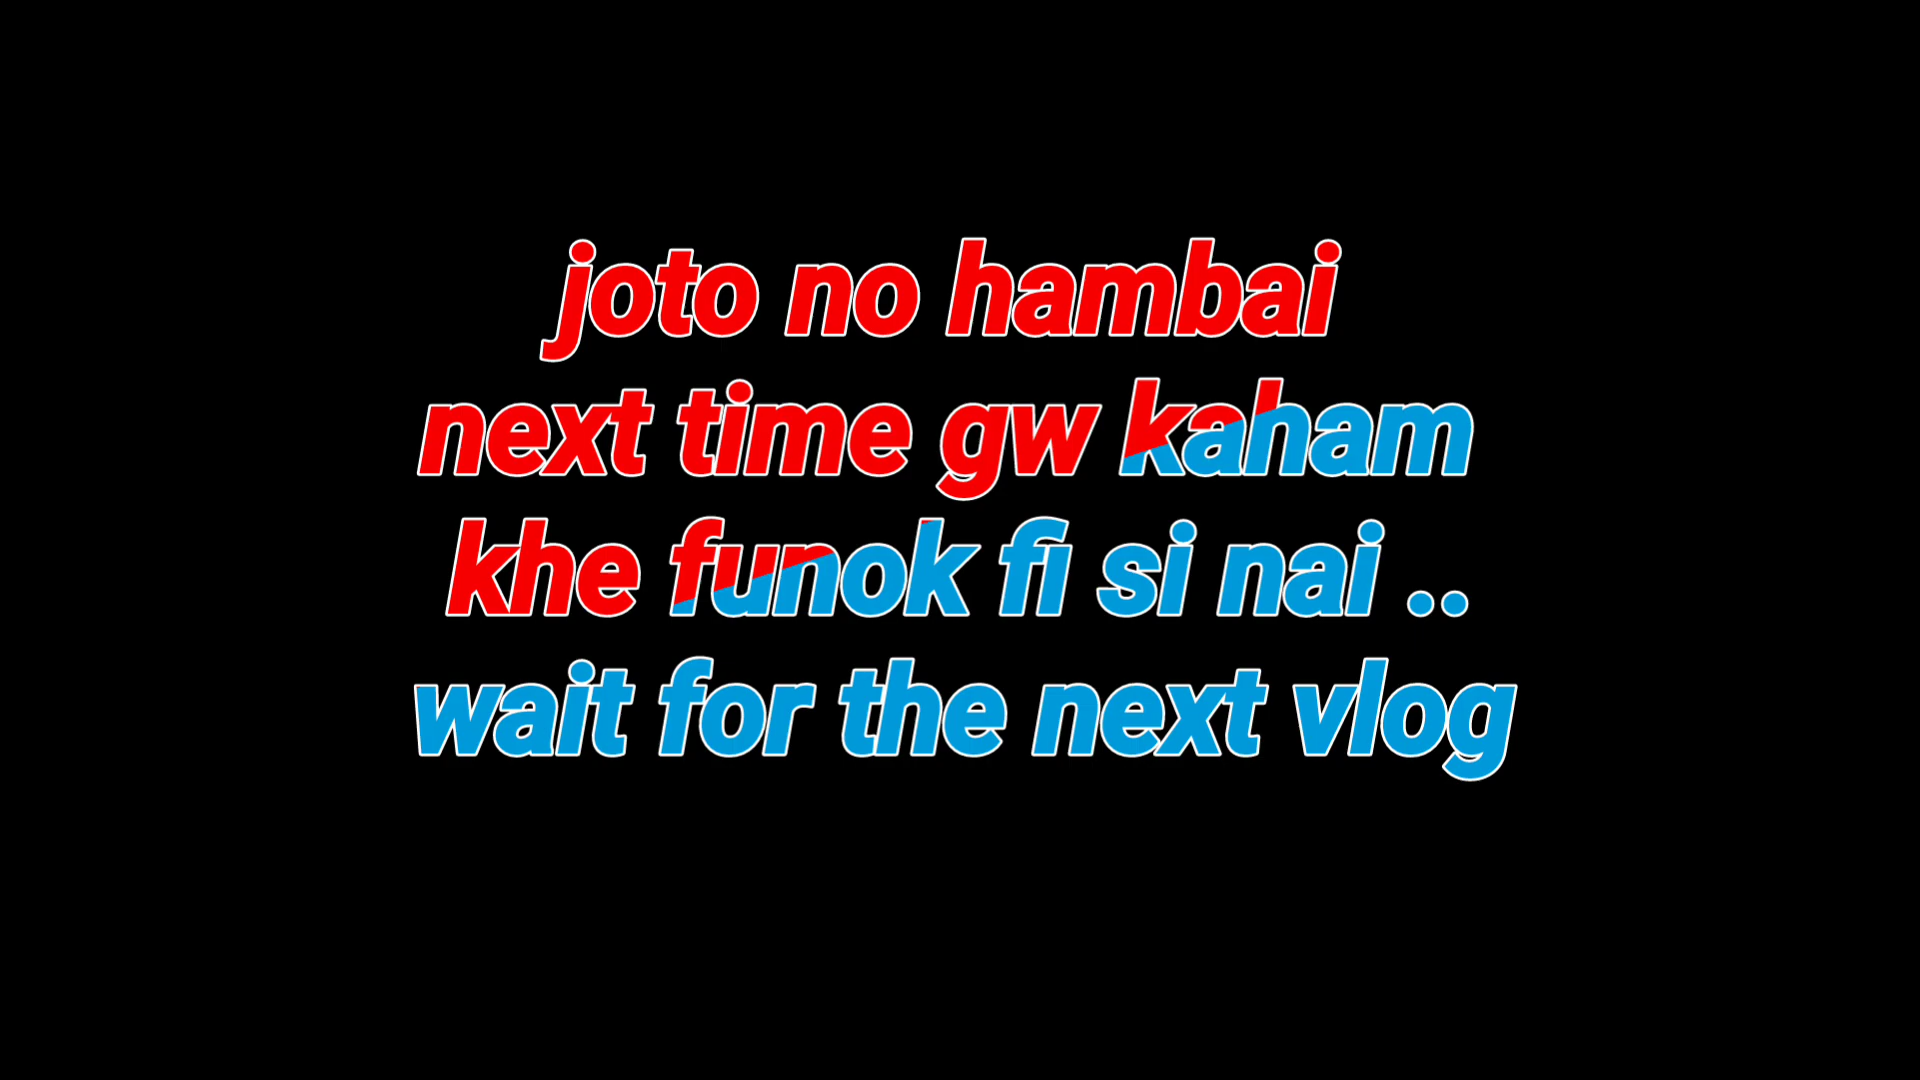 joto no hambai
next time gw kaham
khe funok fi si nai ..
wait for the next vlog